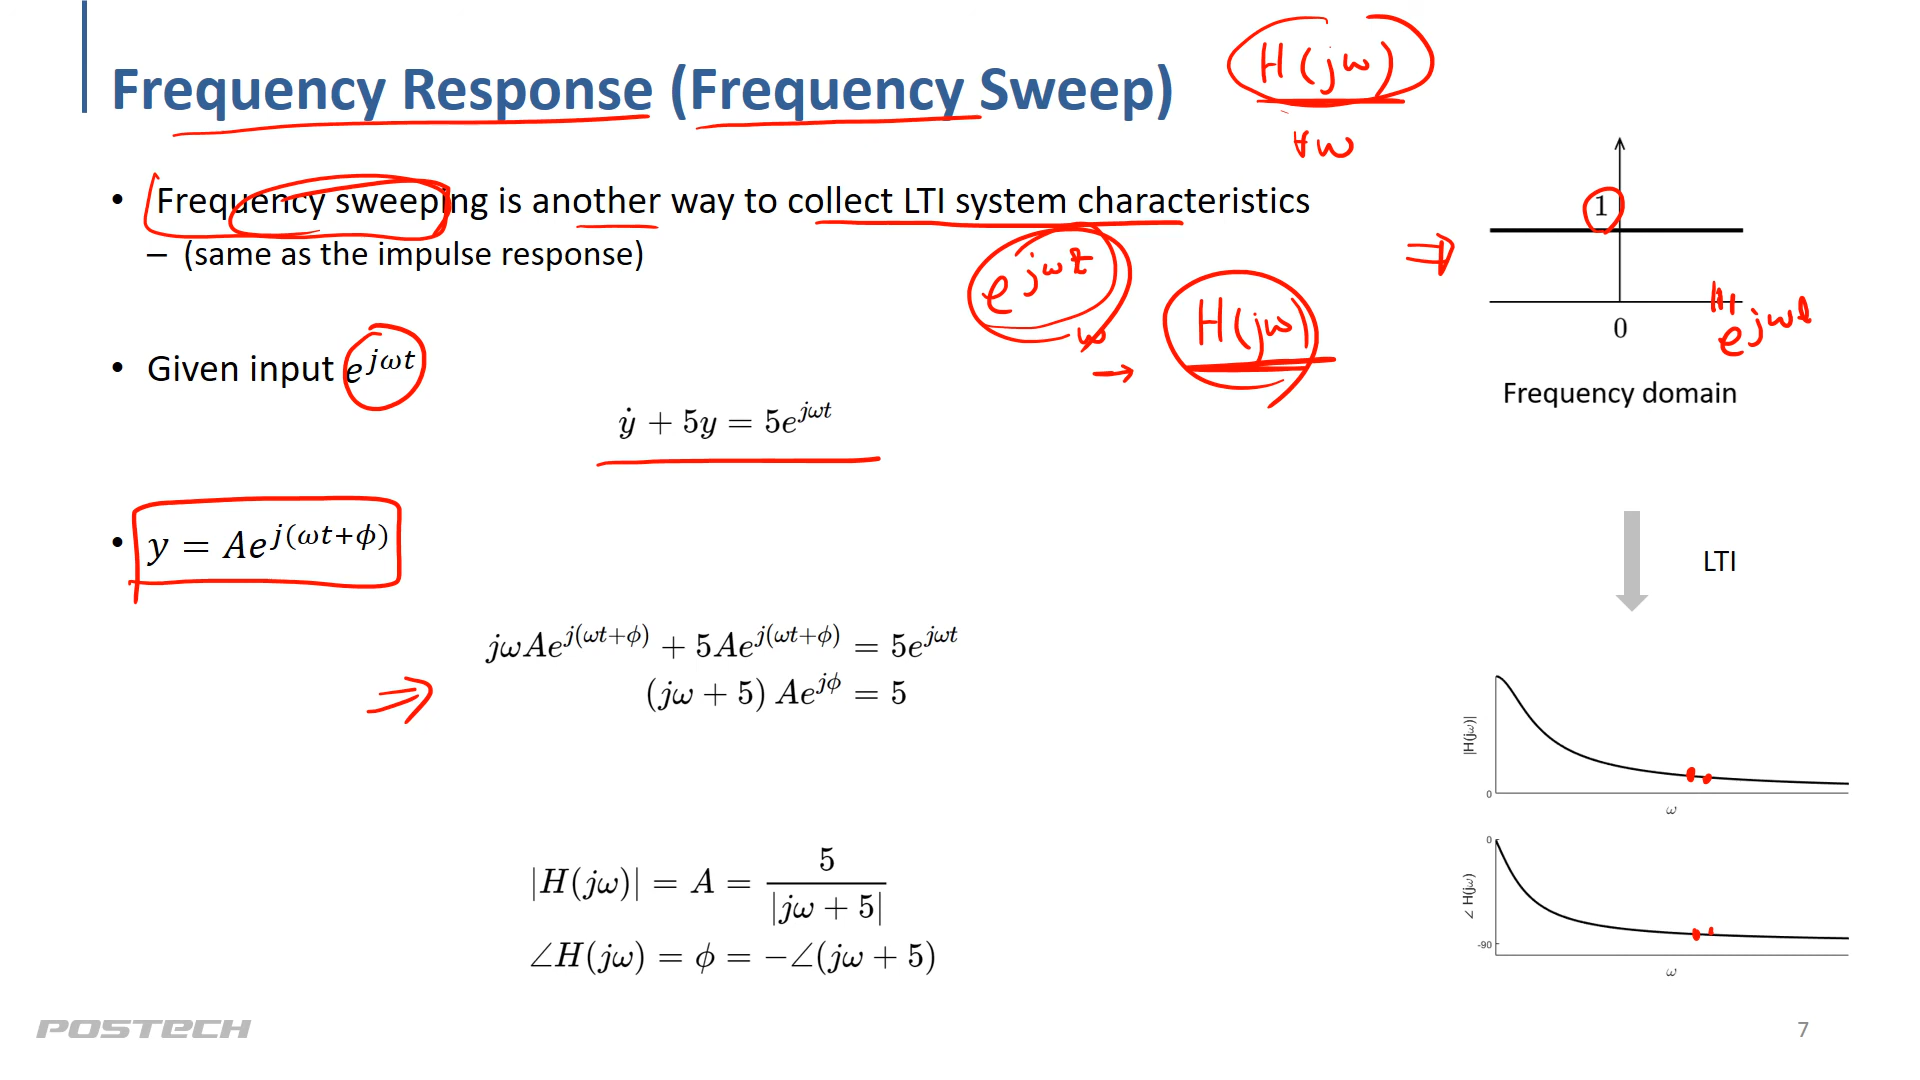 Frequency Response (Frequency Sweep)
H(jω)
∀ω
• Frequency sweeping is another way to collect LTI system characteristics
– (same as the impulse response)
e^{jωt}
ω
→ H(jω)
⇒
1
0
e^{jωt}
Frequency domain
• Given input e^{jωt}
ẏ + 5y = 5e^{jωt}
• y = Ae^{j(ωt+ϕ)}
LTI
jωAe^{j(ωt+ϕ)} + 5Ae^{j(ωt+ϕ)} = 5e^{jωt}
⇒ (jω + 5) Ae^{jϕ} = 5
|H(jω)|
0
ω
|H(jω)| = A = 5 / |jω + 5|
∠H(jω) = ϕ = −∠(jω + 5)
0
∠ H(jω)
-90
ω
POSTECH
7